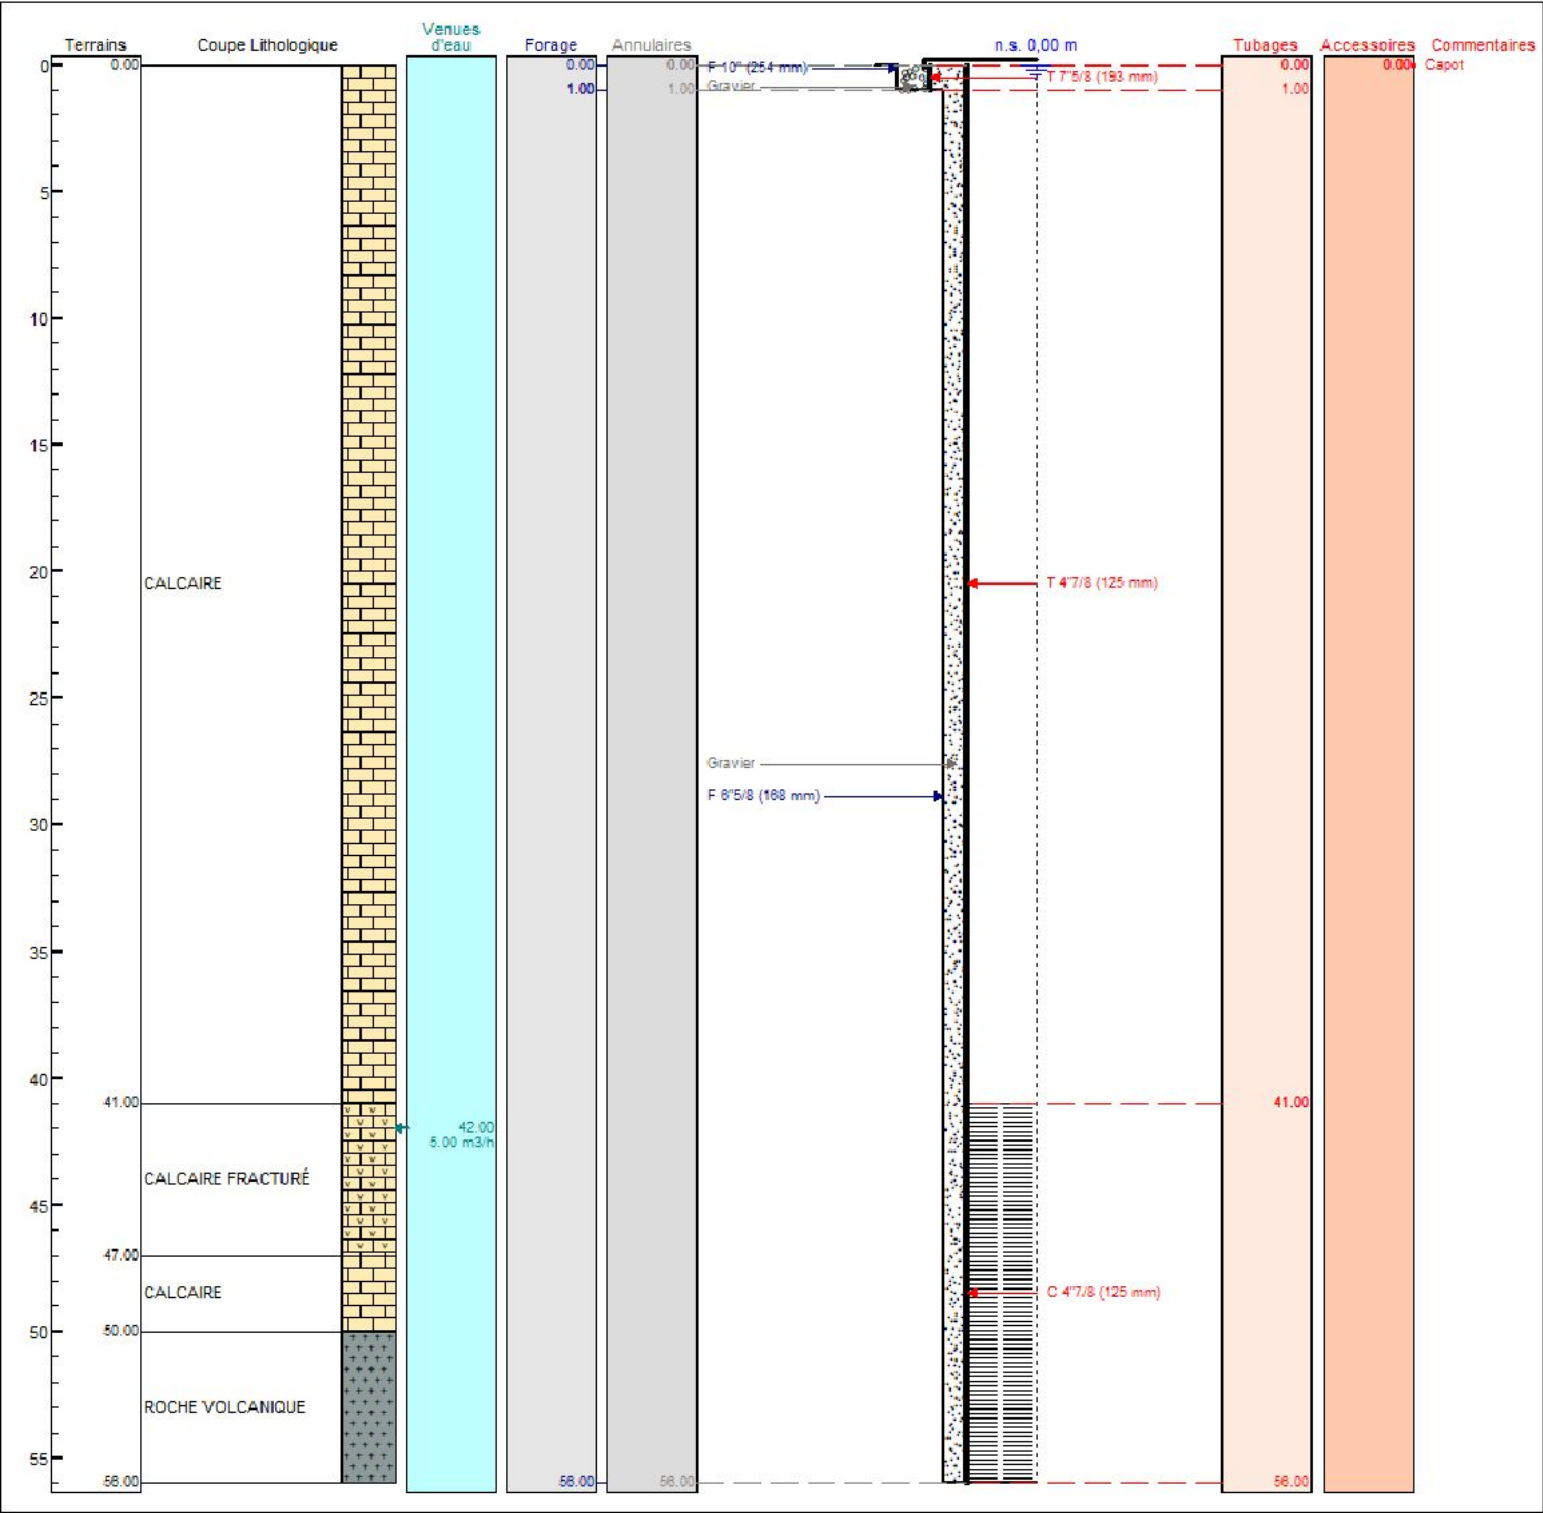 Terrains
Coupe Lithologique
Venues
d'eau
Forage
Annulaires
n.s. 0,00 m
Tubages
Accessoires
Commentaires
0
0.00
0.00
0.00
F 10" (254 mm)
T 7"5/8 (193 mm)
0.00
0.00
Capot
1.00
1.00
Gravier
1.00
5
10
15
20
CALCAIRE
T 4"7/8 (125 mm)
25
Gravier
F 6"5/8 (168 mm)
30
35
40
41.00
41.00
42.00
5.00 m3/h
CALCAIRE FRACTURÉ
45
47.00
CALCAIRE
C 4"7/8 (125 mm)
50
50.00
ROCHE VOLCANIQUE
55
56.00
56.00
56.00
56.00